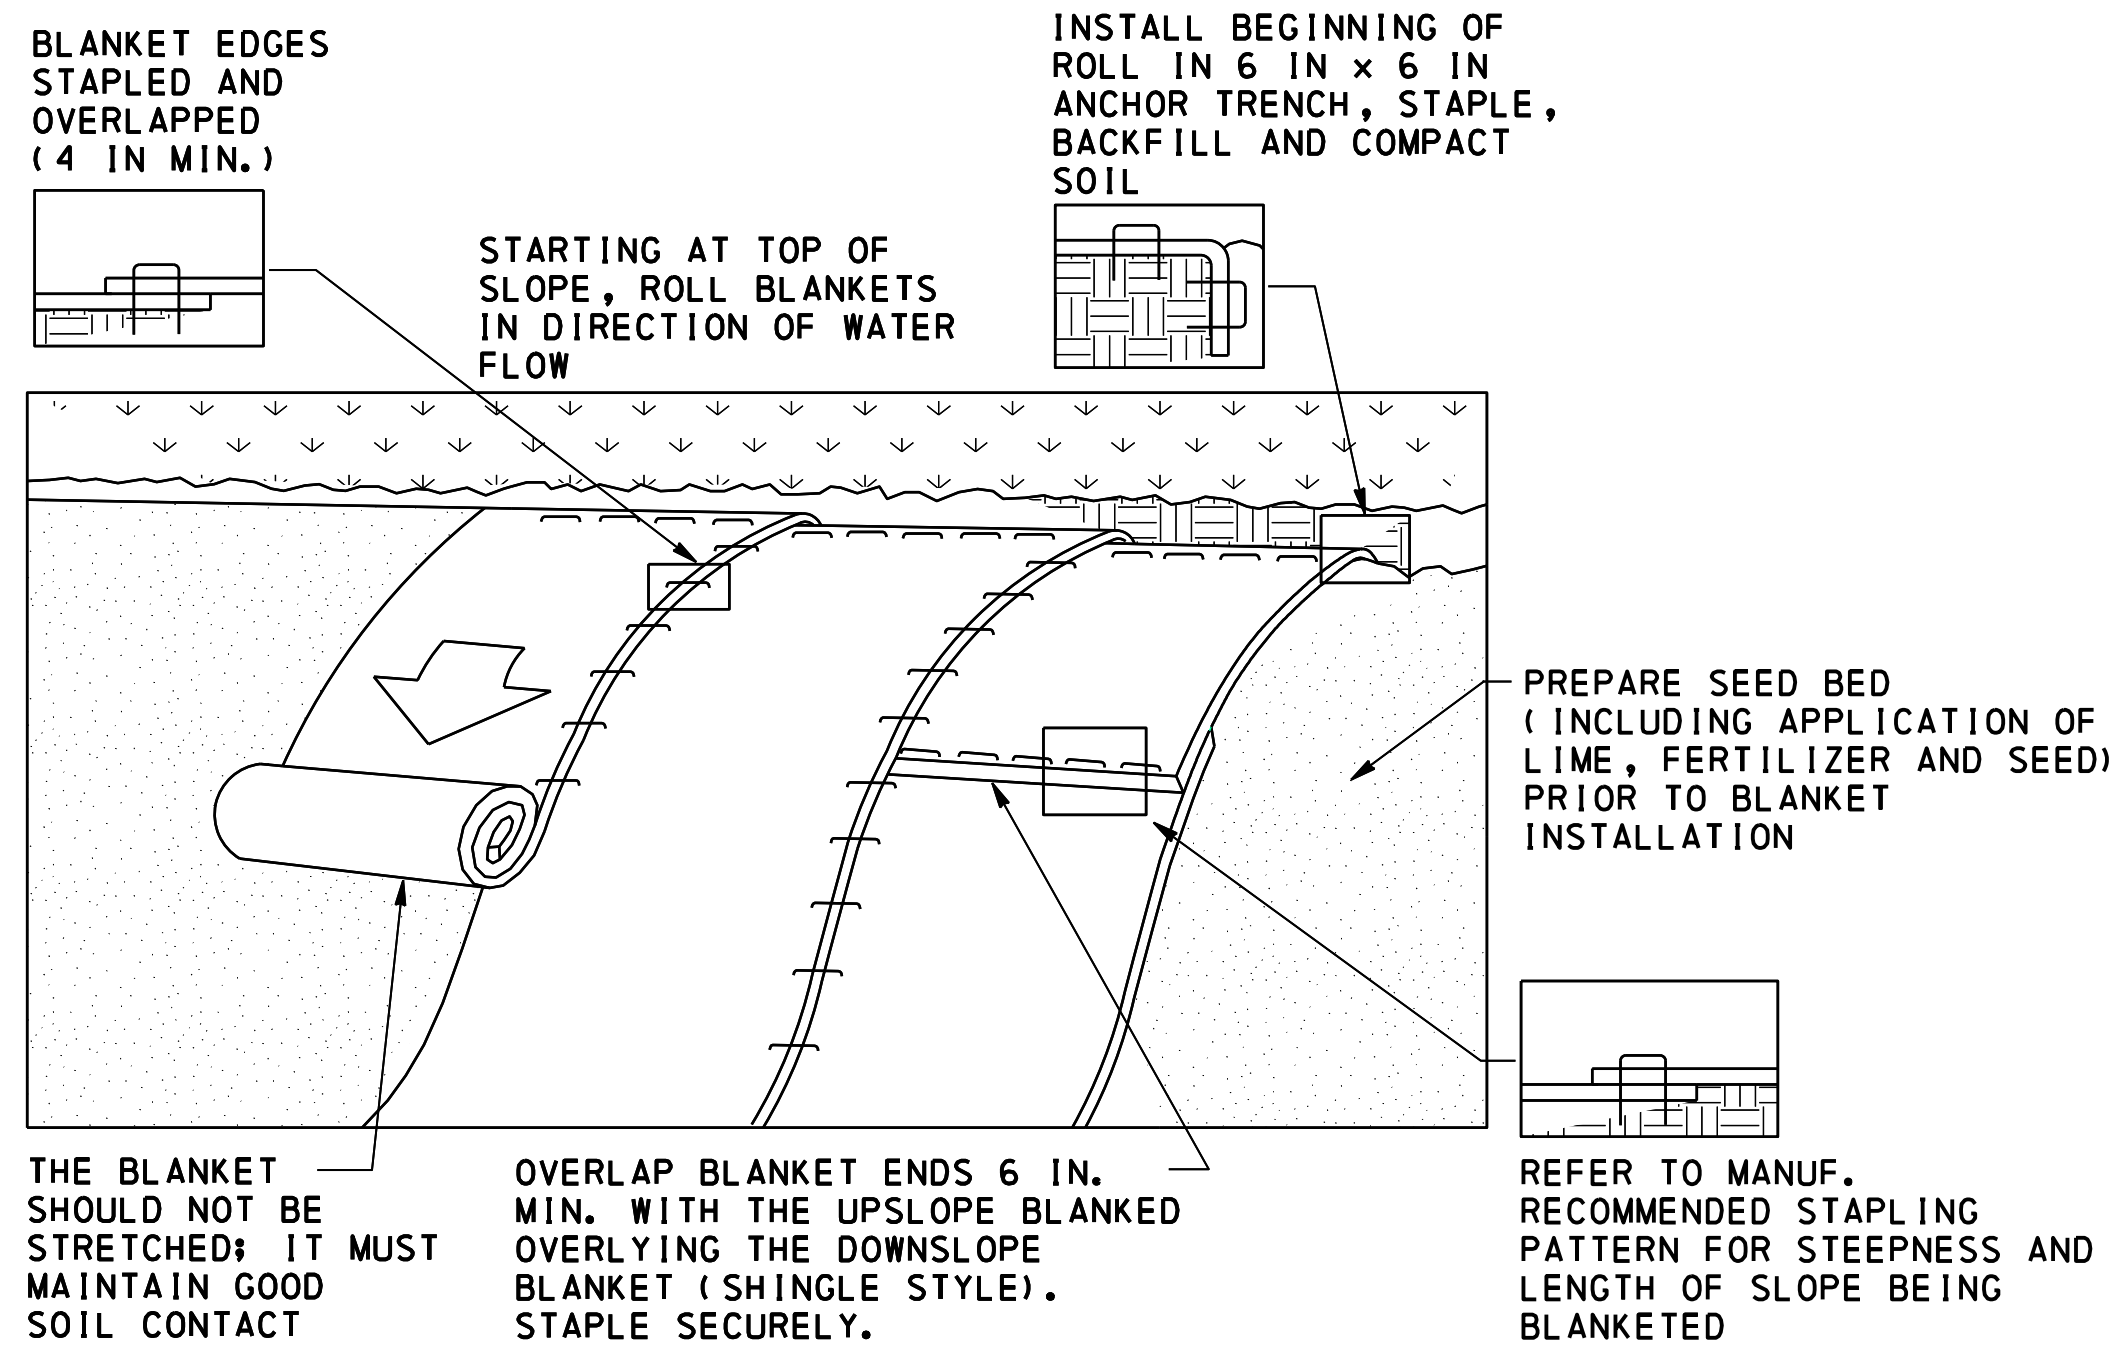 BLANKET EDGES
STAPLED AND
OVERLAPPED
(4 IN MIN.)
INSTALL BEGINNING OF
ROLL IN 6 IN x 6 IN
ANCHOR TRENCH, STAPLE,
BACKFILL AND COMPACT
SOIL
STARTING AT TOP OF
SLOPE, ROLL BLANKETS
IN DIRECTION OF WATER
FLOW
PREPARE SEED BED
(INCLUDING APPLICATION OF
LIME, FERTILIZER AND SEED)
PRIOR TO BLANKET
INSTALLATION
THE BLANKET
SHOULD NOT BE
STRETCHED; IT MUST
MAINTAIN GOOD
SOIL CONTACT
OVERLAP BLANKET ENDS 6 IN.
MIN. WITH THE UPSLOPE BLANKED
OVERLYING THE DOWNSLOPE
BLANKET (SHINGLE STYLE).
STAPLE SECURELY.
REFER TO MANUF.
RECOMMENDED STAPLING
PATTERN FOR STEEPNESS AND
LENGTH OF SLOPE BEING
BLANKETED